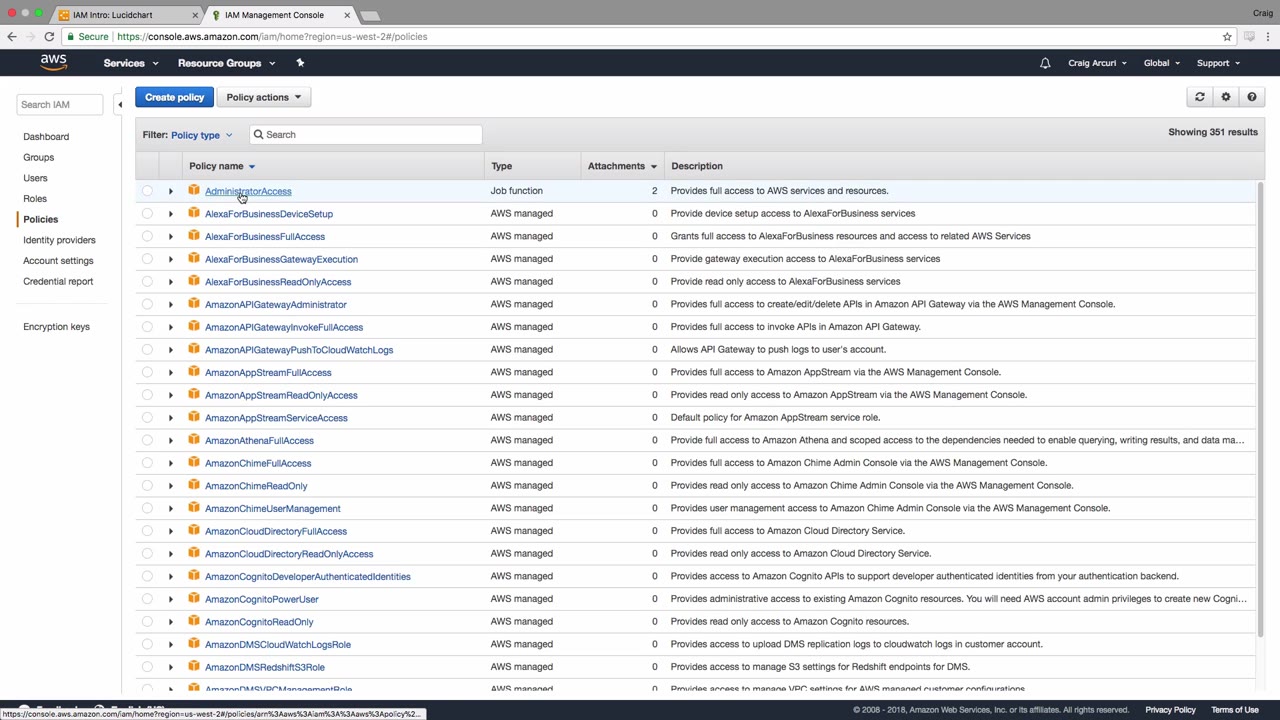 IAM Intro: Lucidchart
IAM Management Console
Craig
Secure https://console.aws.amazon.com/iam/home?region=us-west-2#/policies
aws Services Resource Groups Craig Arcuri Global Support
Search IAM
Dashboard
Groups
Users
Roles
Policies
Identity providers
Account settings
Credential report
Encryption keys
Create policy Policy actions
Filter: Policy type Search Showing 351 results
Policy name Type Attachments Description
AdministratorAccess Job function 2 Provides full access to AWS services and resources.
AlexaForBusinessDeviceSetup AWS managed 0 Provide device setup access to AlexaForBusiness services
AlexaForBusinessFullAccess AWS managed 0 Grants full access to AlexaForBusiness resources and access to related AWS Services
AlexaForBusinessGatewayExecution AWS managed 0 Provide gateway execution access to AlexaForBusiness services
AlexaForBusinessReadOnlyAccess AWS managed 0 Provide read only access to AlexaForBusiness services
AmazonAPIGatewayAdministrator AWS managed 0 Provides full access to create/edit/delete APIs in Amazon API Gateway via the AWS Management Console.
AmazonAPIGatewayInvokeFullAccess AWS managed 0 Provides full access to invoke APIs in Amazon API Gateway.
AmazonAPIGatewayPushToCloudWatchLogs AWS managed 0 Allows API Gateway to push logs to user's account.
AmazonAppStreamFullAccess AWS managed 0 Provides full access to Amazon AppStream via the AWS Management Console.
AmazonAppStreamReadOnlyAccess AWS managed 0 Provides read only access to Amazon AppStream via the AWS Management Console.
AmazonAppStreamServiceAccess AWS managed 0 Default policy for Amazon AppStream service role.
AmazonAthenaFullAccess AWS managed 0 Provide full access to Amazon Athena and scoped access to the dependencies needed to enable querying, writing results, and data ma...
AmazonChimeFullAccess AWS managed 0 Provides full access to Amazon Chime Admin Console via the AWS Management Console.
AmazonChimeReadOnly AWS managed 0 Provides read only access to Amazon Chime Admin Console via the AWS Management Console.
AmazonChimeUserManagement AWS managed 0 Provides user management access to Amazon Chime Admin Console via the AWS Management Console.
AmazonCloudDirectoryFullAccess AWS managed 0 Provides full access to Amazon Cloud Directory Service.
AmazonCloudDirectoryReadOnlyAccess AWS managed 0 Provides read only access to Amazon Cloud Directory Service.
AmazonCognitoDeveloperAuthenticatedIdentities AWS managed 0 Provides access to Amazon Cognito APIs to support developer authenticated identities from your authentication backend.
AmazonCognitoPowerUser AWS managed 0 Provides administrative access to existing Amazon Cognito resources. You will need AWS account admin privileges to create new Cogni...
AmazonCognitoReadOnly AWS managed 0 Provides read only access to Amazon Cognito resources.
AmazonDMSCloudWatchLogsRole AWS managed 0 Provides access to upload DMS replication logs to cloudwatch logs in customer account.
AmazonDMSRedshiftS3Role AWS managed 0 Provides access to manage S3 settings for Redshift endpoints for DMS.
AmazonDMSVPCManagementRole AWS managed 0 Provides access to manage VPC settings for AWS managed customer configurations
https://console.aws.amazon.com/iam/home?region=us-west-2#/policies/arn%3Aaws%3Aiam%3A%3Aaws%3Apolicy%2...
© 2008 - 2018, Amazon Web Services, Inc. or its affiliates. All rights reserved. Privacy Policy Terms of Use